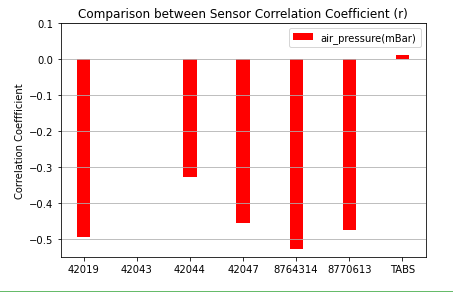 Comparison between Sensor Correlation Coefficient (r)
air_pressure(mBar)
Correlation Coeffficient
0.1
0.0
−0.1
−0.2
−0.3
−0.4
−0.5
42019 42043 42044 42047 8764314 8770613 TABS